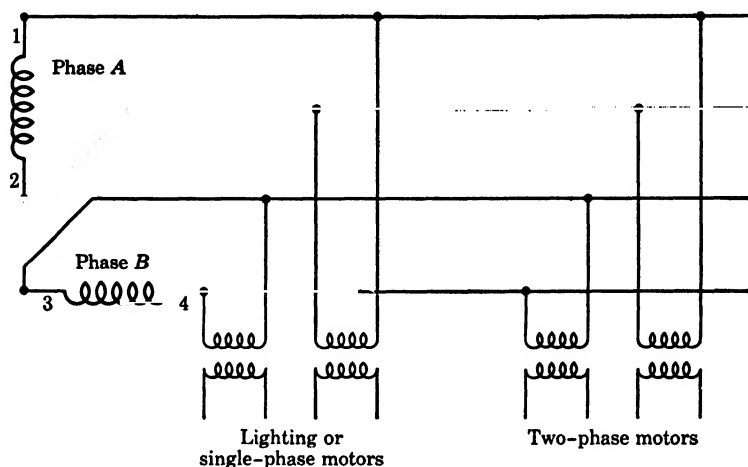 1
Phase A
2
Phase B
3
4
Lighting or
single-phase motors
Two-phase motors